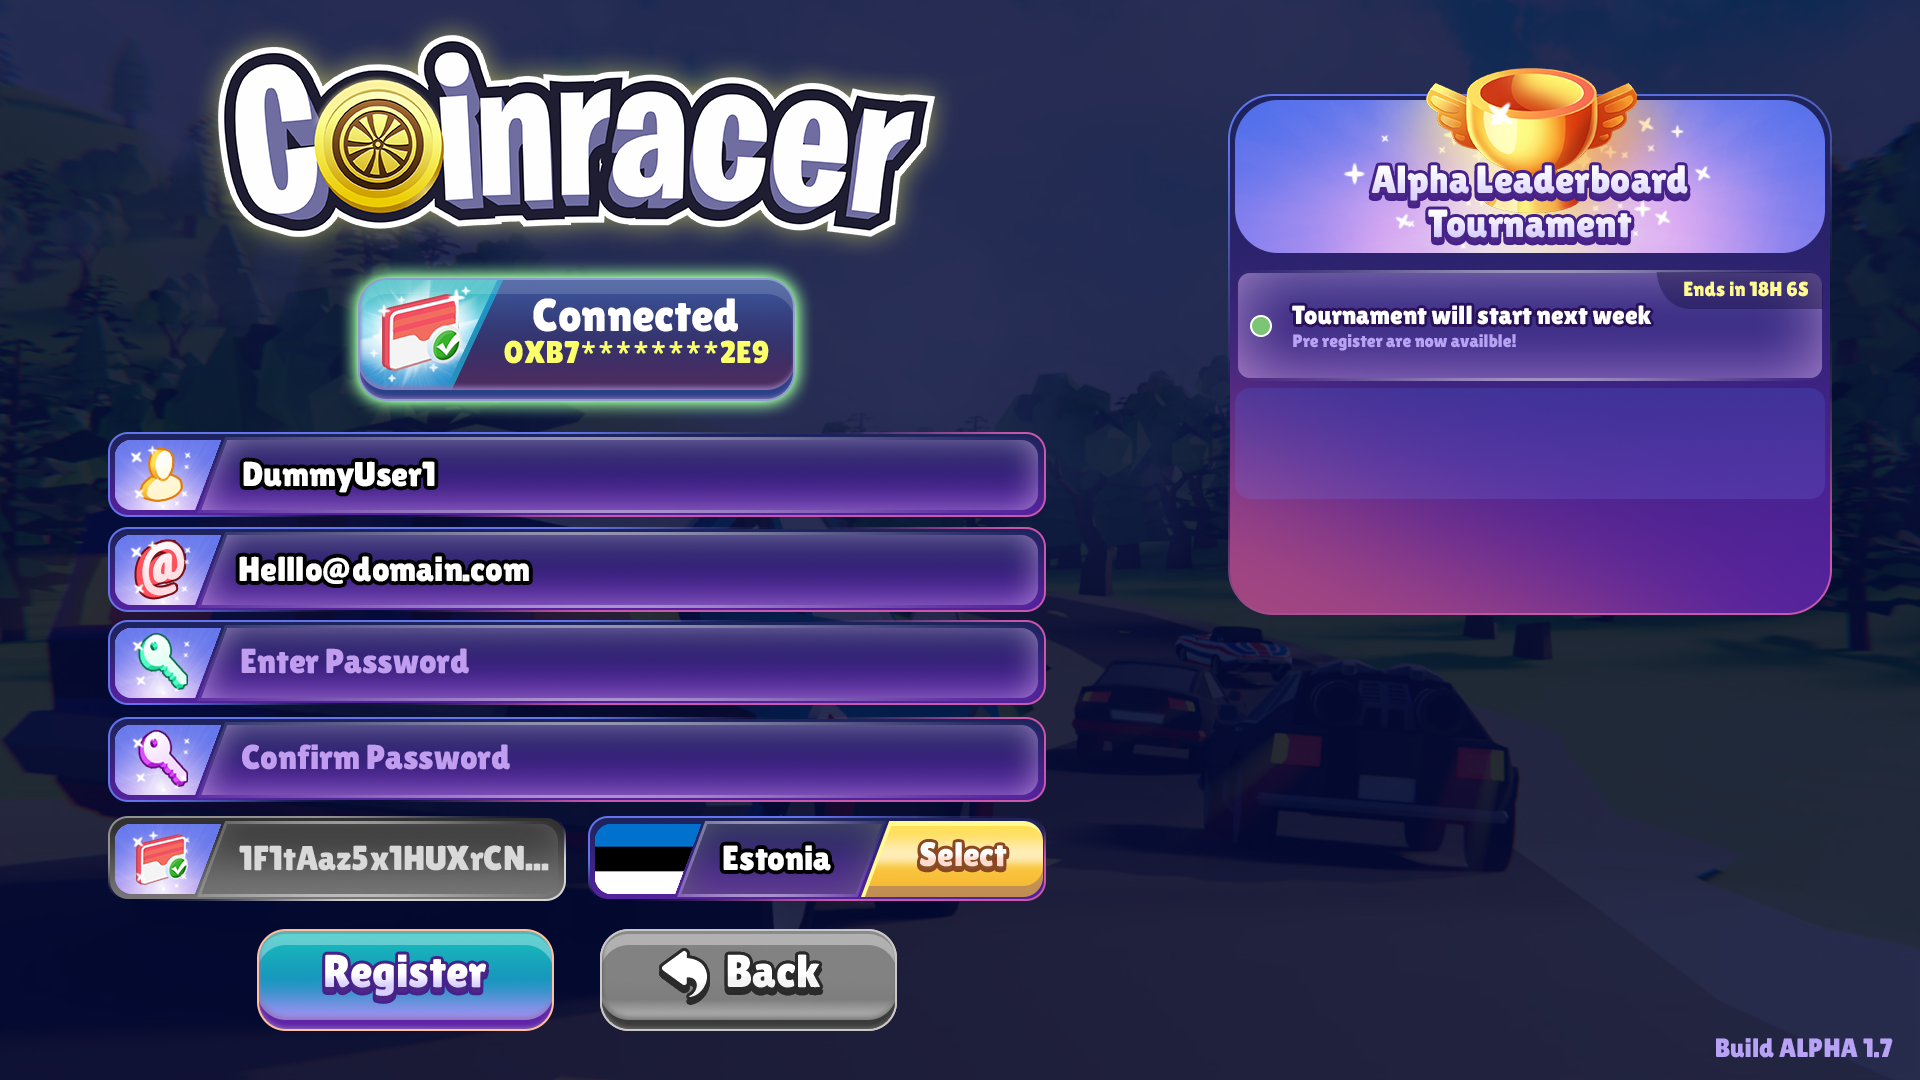 Coinracer
Connected
0XB7********2E9
DummyUser1
Helllo@domain.com
Enter Password
Confirm Password
1F1tAaz5x1HUXrCN...
Estonia
Select
Register
Back
Alpha Leaderboard
Tournament
Ends in 18H 6S
Tournament will start next week
Pre register are now availble!
Build ALPHA 1.7